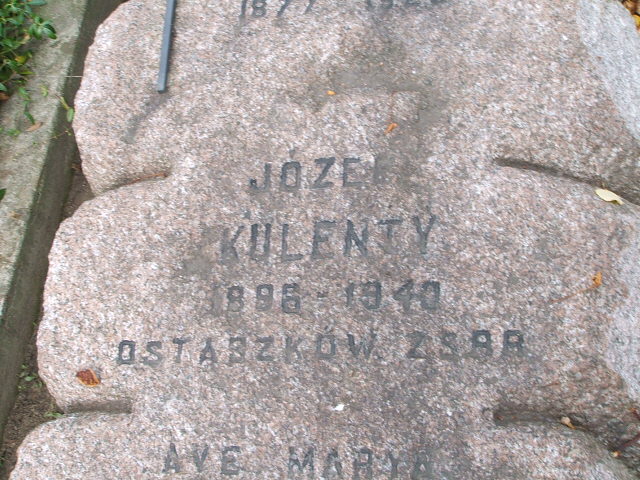 JÓZEF
KULENTY
1896 - 1940
OSTASZKÓW ZSRR
AVE MARYA